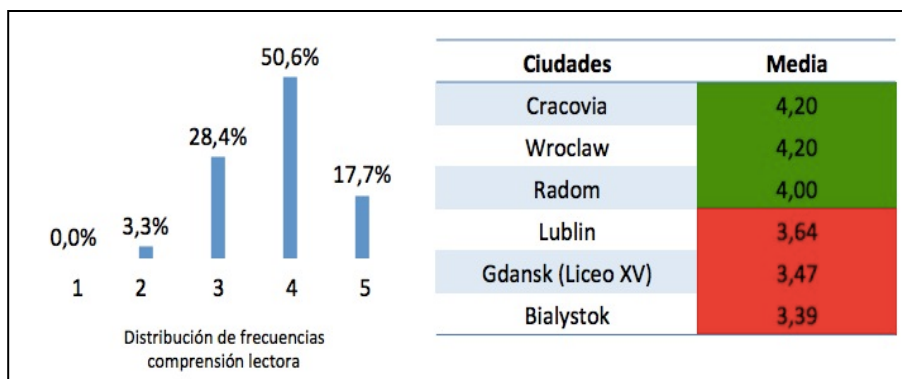 50,6%
28,4%
17,7%
3,3%
0,0%
1 2 3 4 5
Distribución de frecuencias
comprensión lectora
Ciudades Media
Cracovia 4,20
Wroclaw 4,20
Radom 4,00
Lublin 3,64
Gdansk (Liceo XV) 3,47
Bialystok 3,39